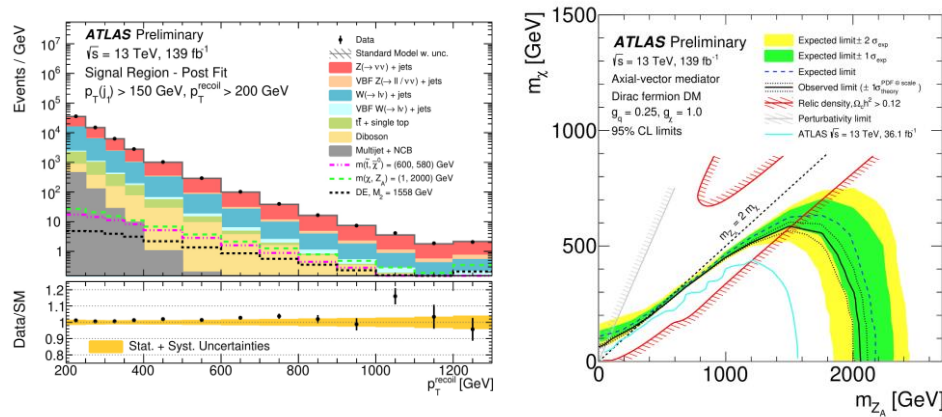 ATLAS Preliminary
√s = 13 TeV, 139 fb⁻¹
Signal Region - Post Fit
p_T(j₁) > 150 GeV, p_T^recoil > 200 GeV
Data
Standard Model w. unc.
Z(→ νν) + jets
VBF Z(→ ll / νν) + jets
W(→ lν) + jets
VBF W(→ lν) + jets
tt̄ + single top
Diboson
Multijet + NCB
m(t̃, χ̃⁰) = (600, 580) GeV
m(χ, Z_A) = (1, 2000) GeV
DE, M₂ = 1558 GeV
Events / GeV
10⁷
10⁶
10⁵
10⁴
10³
10²
10
1
Data/SM
1.2
1.1
1.0
0.9
Stat. + Syst. Uncertainties
200 400 600 800 1000 1200
p_T^recoil [GeV]
m_χ [GeV]
1500
1000
500
0
ATLAS Preliminary
√s = 13 TeV, 139 fb⁻¹
Axial-vector mediator
Dirac fermion DM
g_q = 0.25, g_χ = 1.0
95% CL limits
Expected limit± 2 σ_exp
Expected limit± 1 σ_exp
Expected limit
Observed limit (± 1σ_theory^PDF⊕scale)
Relic density, Ω_c h² > 0.12
Perturbativity limit
ATLAS √s = 13 TeV, 36.1 fb⁻¹
m_Z_A = 2 m_χ
0 1000 2000
m_Z_A [GeV]